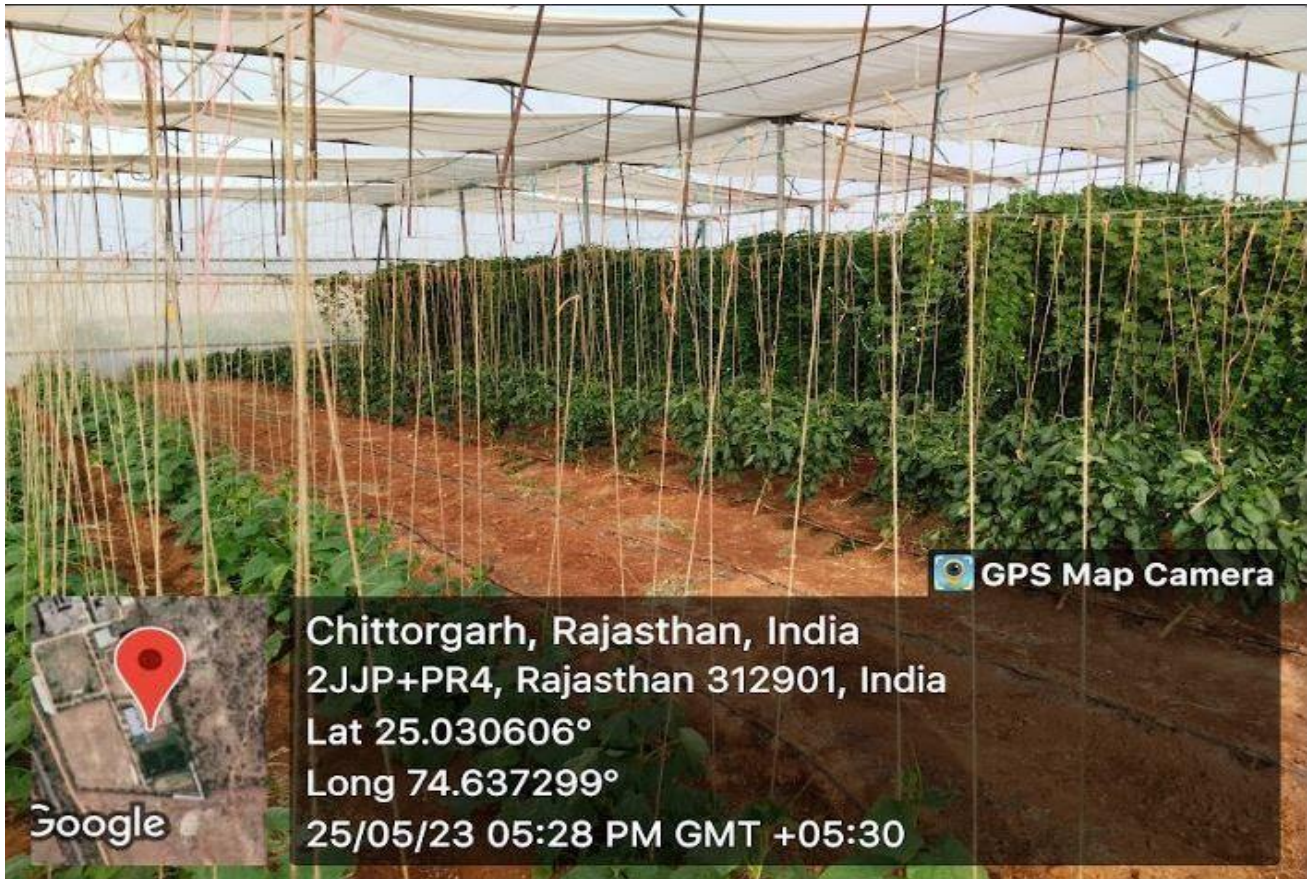 GPS Map Camera
Chittorgarh, Rajasthan, India
2JJP+PR4, Rajasthan 312901, India
Lat 25.030606°
Long 74.637299°
25/05/23 05:28 PM GMT +05:30
Google